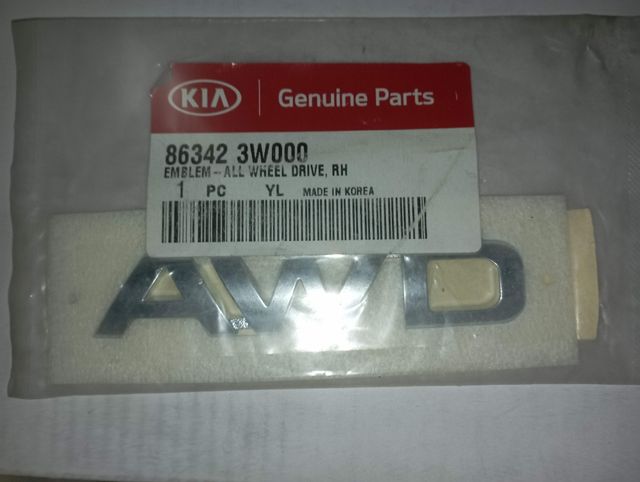 KIA Genuine Parts
86342 3W000
EMBLEM-ALL WHEEL DRIVE, RH
1 PC YL MADE IN KOREA
AWD